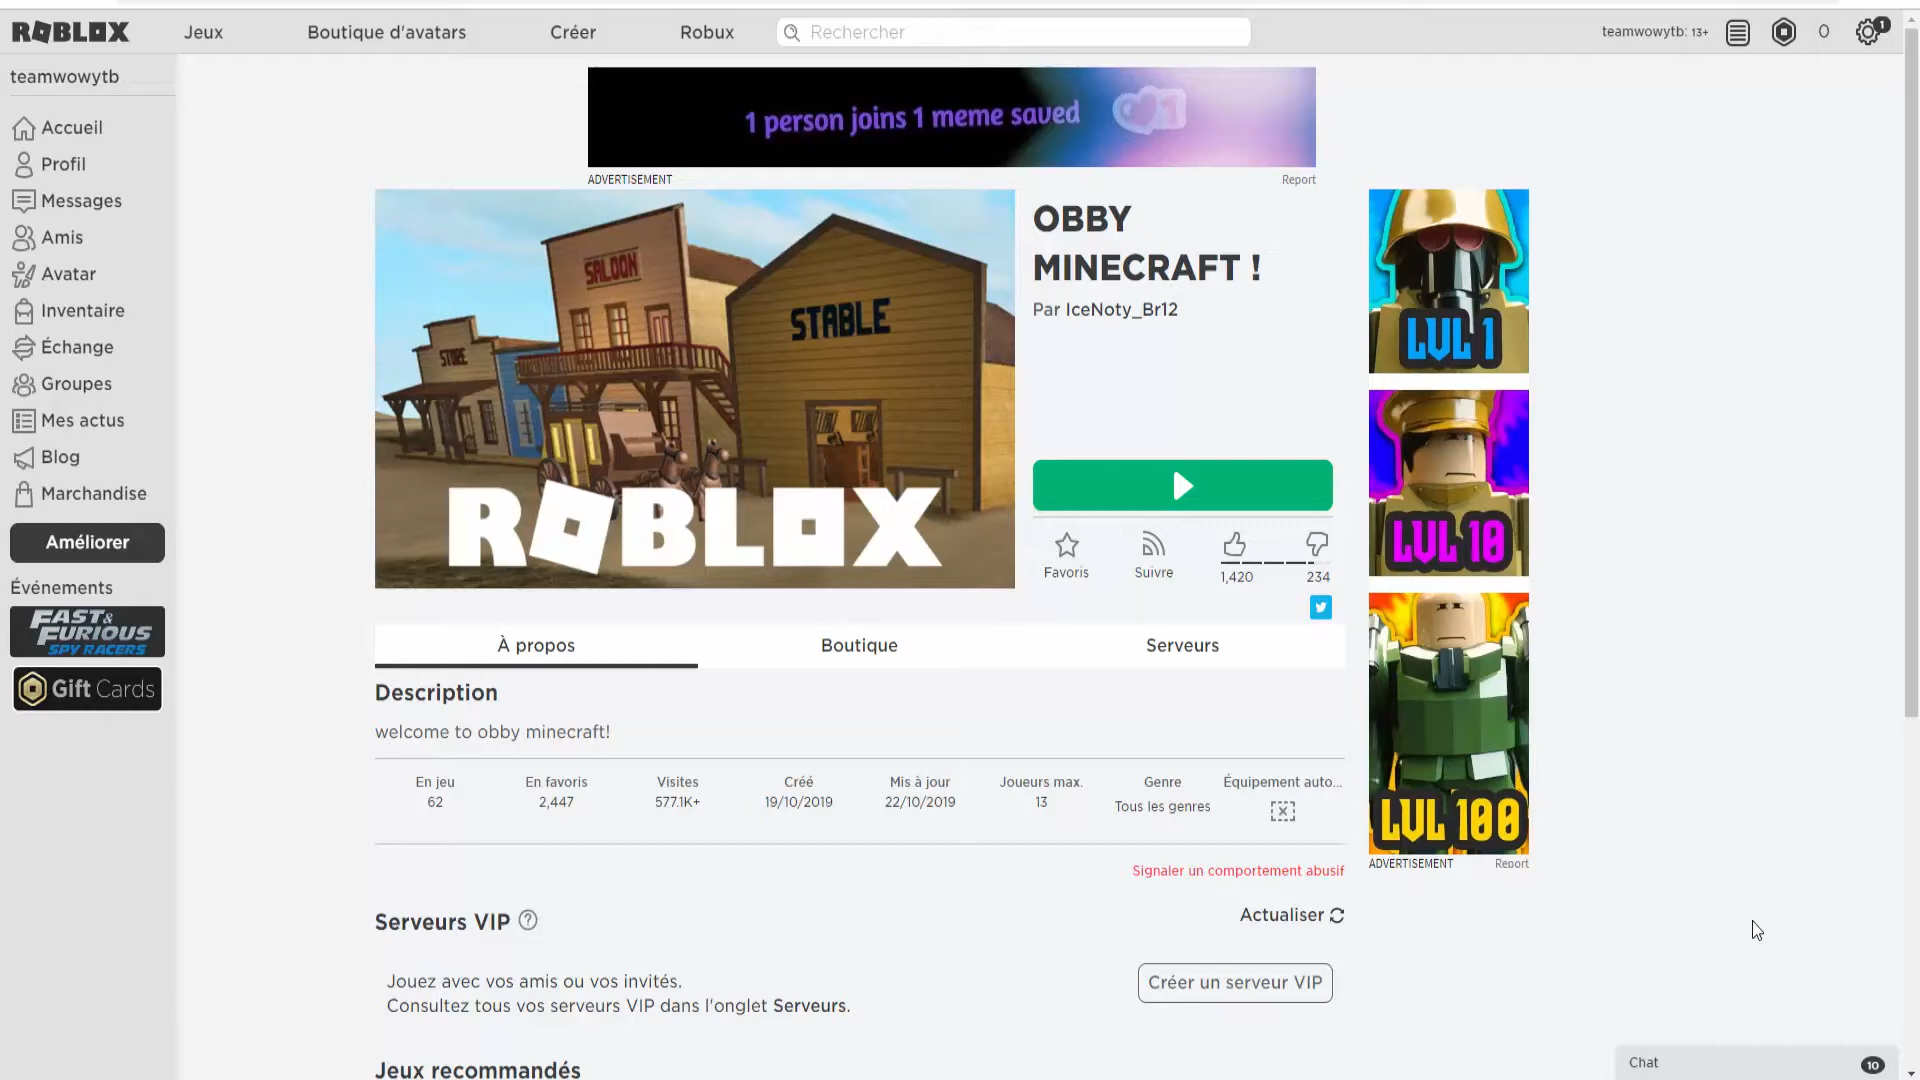 ROBLOX
Jeux
Boutique d'avatars
Créer
Robux
Rechercher
teamwowytb: 13+
0
1
teamwowytb
Accueil
Profil
Messages
Amis
Avatar
Inventaire
Échange
Groupes
Mes actus
Blog
Marchandise
Améliorer
Événements
FAST &
FURIOUS
SPY RACERS
Gift Cards
1 person joins 1 meme saved
1
ADVERTISEMENT
Report
SALOON
STABLE
STORE
ROBLOX
OBBY
MINECRAFT !
Par IceNoty_Br12
Favoris
Suivre
1,420
234
À propos
Boutique
Serveurs
Description
welcome to obby minecraft!
En jeu
62
En favoris
2,447
Visites
577.1K+
Créé
19/10/2019
Mis à jour
22/10/2019
Joueurs max.
13
Genre
Tous les genres
Équipement auto...
Signaler un comportement abusif
Serveurs VIP
Actualiser
Jouez avec vos amis ou vos invités.
Consultez tous vos serveurs VIP dans l'onglet Serveurs.
Créer un serveur VIP
Jeux recommandés
LVL 1
LVL 10
LVL 100
ADVERTISEMENT
Report
Chat
10